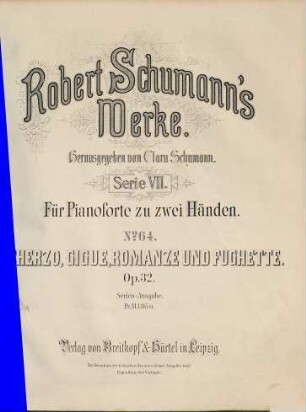 Robert Schumann's
Werke.
Herausgegeben von Clara Schumann.
Serie VII.
Für Pianoforte zu zwei Händen.
No 64.
HERZO, GIGUE, ROMANZE UND FUGHETTE.
Op. 32.
Serien-Ausgabe.
Verlag von Breitkopf & Härtel in Leipzig.